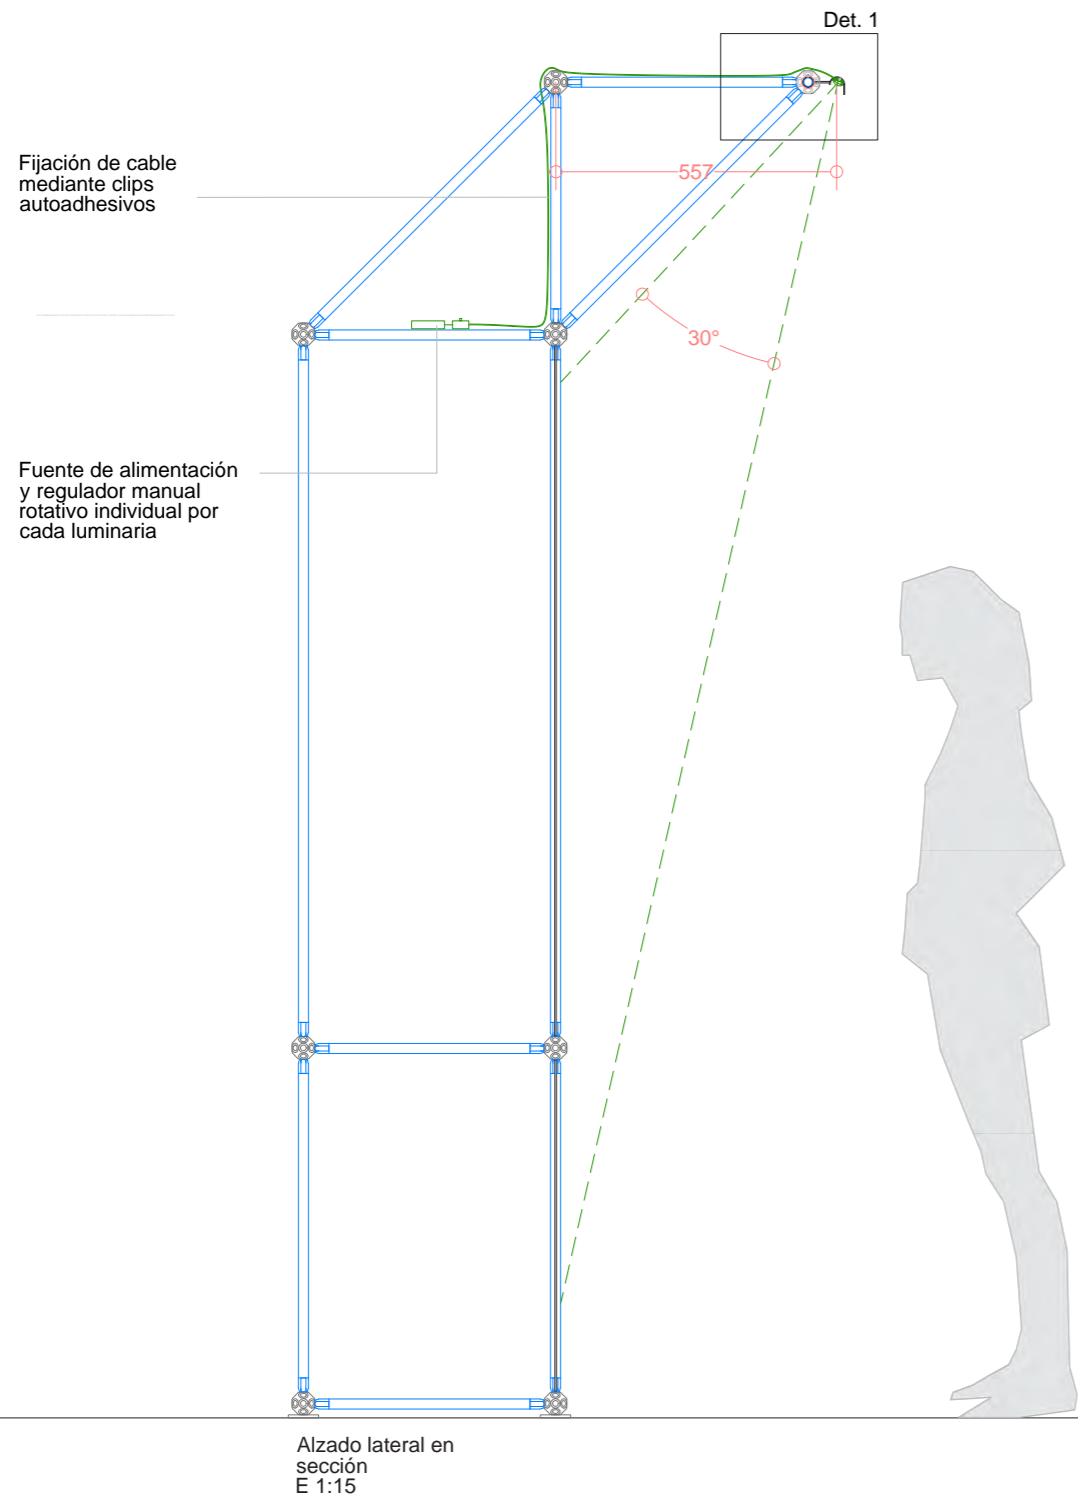 Det. 1
Fijación de cable
mediante clips
autoadhesivos
557
30°
Fuente de alimentación
y regulador manual
rotativo individual por
cada luminaria
Alzado lateral en
sección
E 1:15